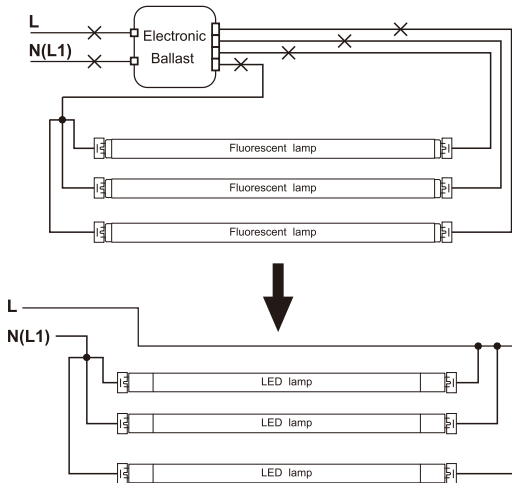 L
N(L1)
Electronic
Ballast
Fluorescent lamp
Fluorescent lamp
Fluorescent lamp
L
N(L1)
LED lamp
LED lamp
LED lamp